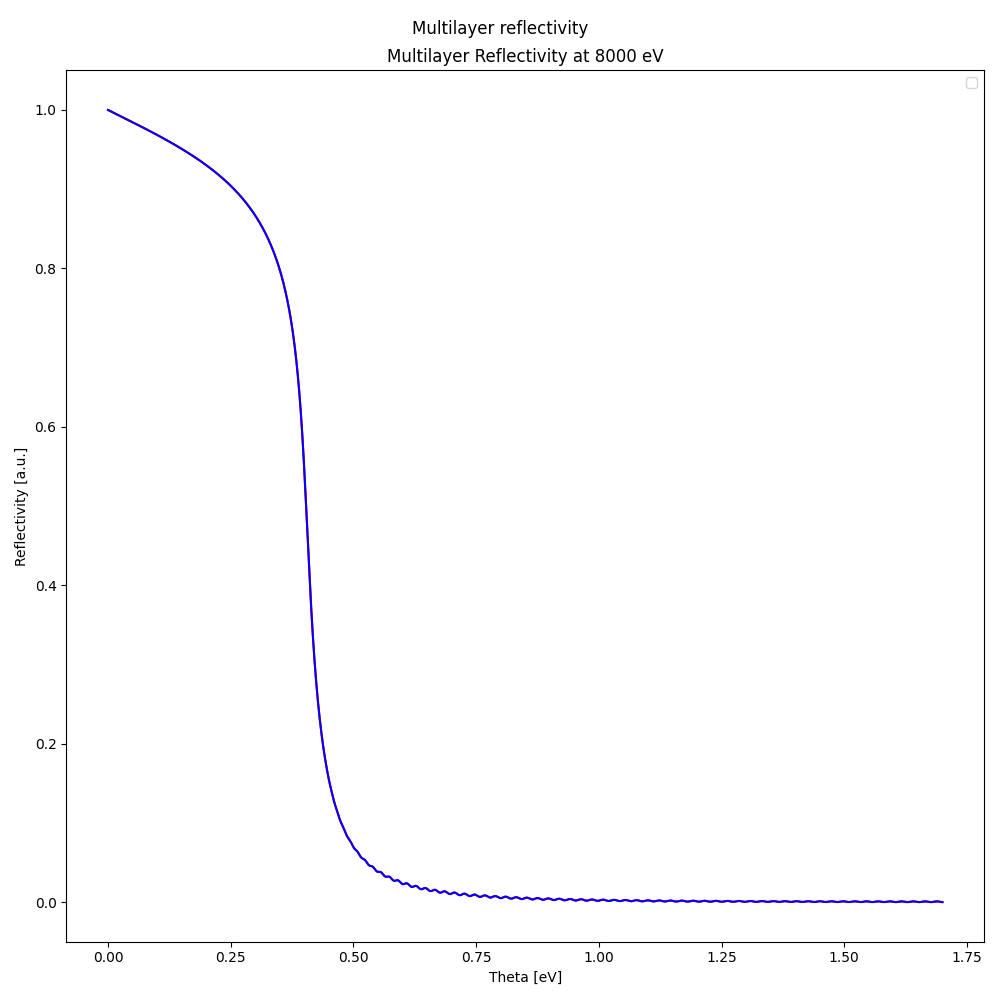 Multilayer reflectivity
Multilayer Reflectivity at 8000 eV
1.0
0.8
0.6
0.4
0.2
0.0
Reflectivity [a.u.]
0.00 0.25 0.50 0.75 1.00 1.25 1.50 1.75
Theta [eV]